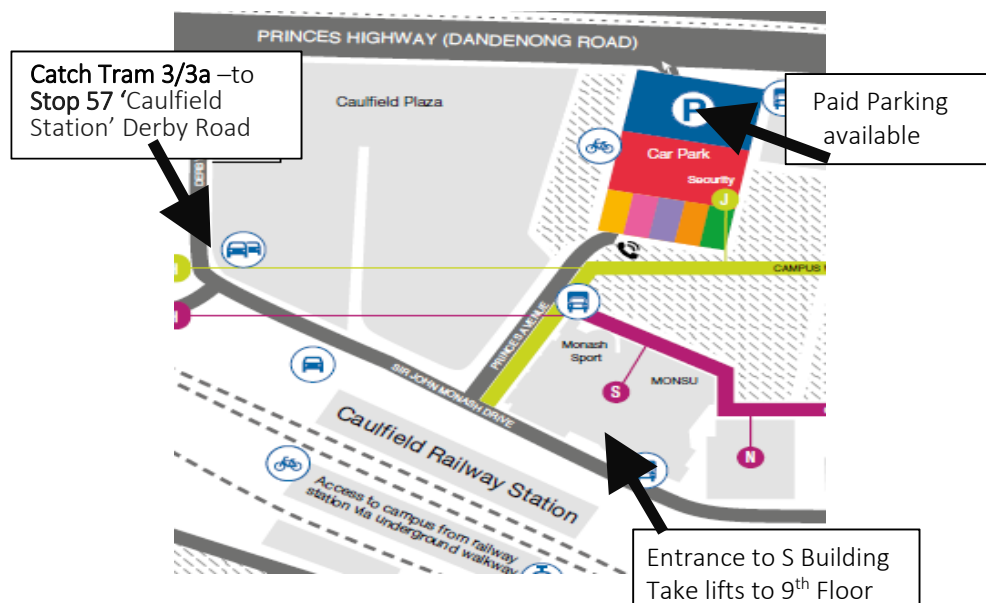 PRINCES HIGHWAY (DANDENONG ROAD)
Catch Tram 3/3a –to
Stop 57 ‘Caulfield
Station’ Derby Road
Caulfield Plaza
P
Paid Parking
available
Car Park
Security
J
CAMPUS
PRINCES AVENUE
Monash
Sport
MONSU
S
N
SIR JOHN MONASH DRIVE
Caulfield Railway Station
Access to campus from railway
station via underground walkway
Entrance to S Building
Take lifts to 9th Floor